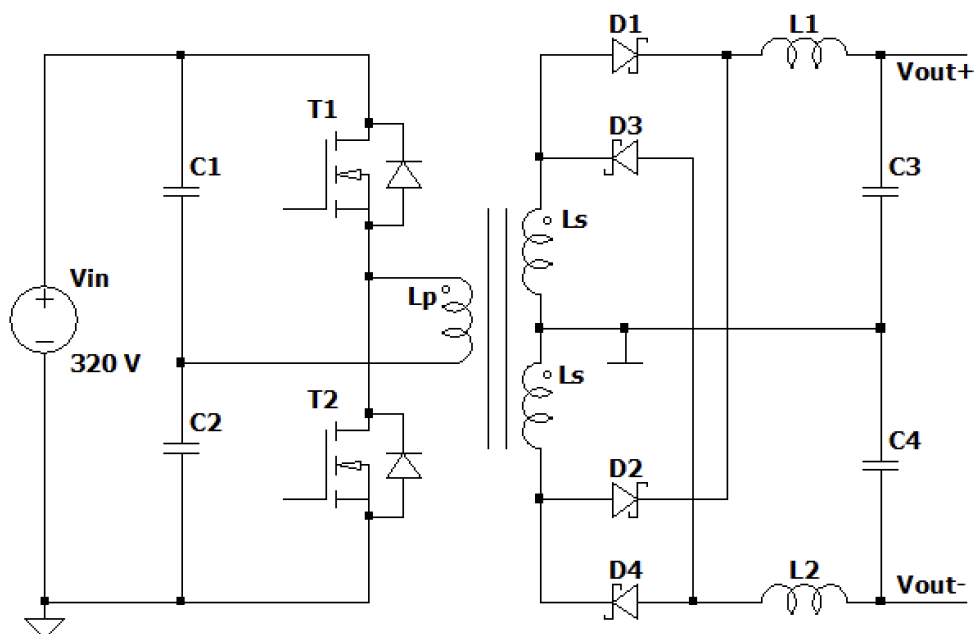 D1
L1
Vout+
T1
D3
C1
C3
Ls
Vin
Lp
320 V
Ls
T2
C2
C4
D2
D4
L2
Vout-